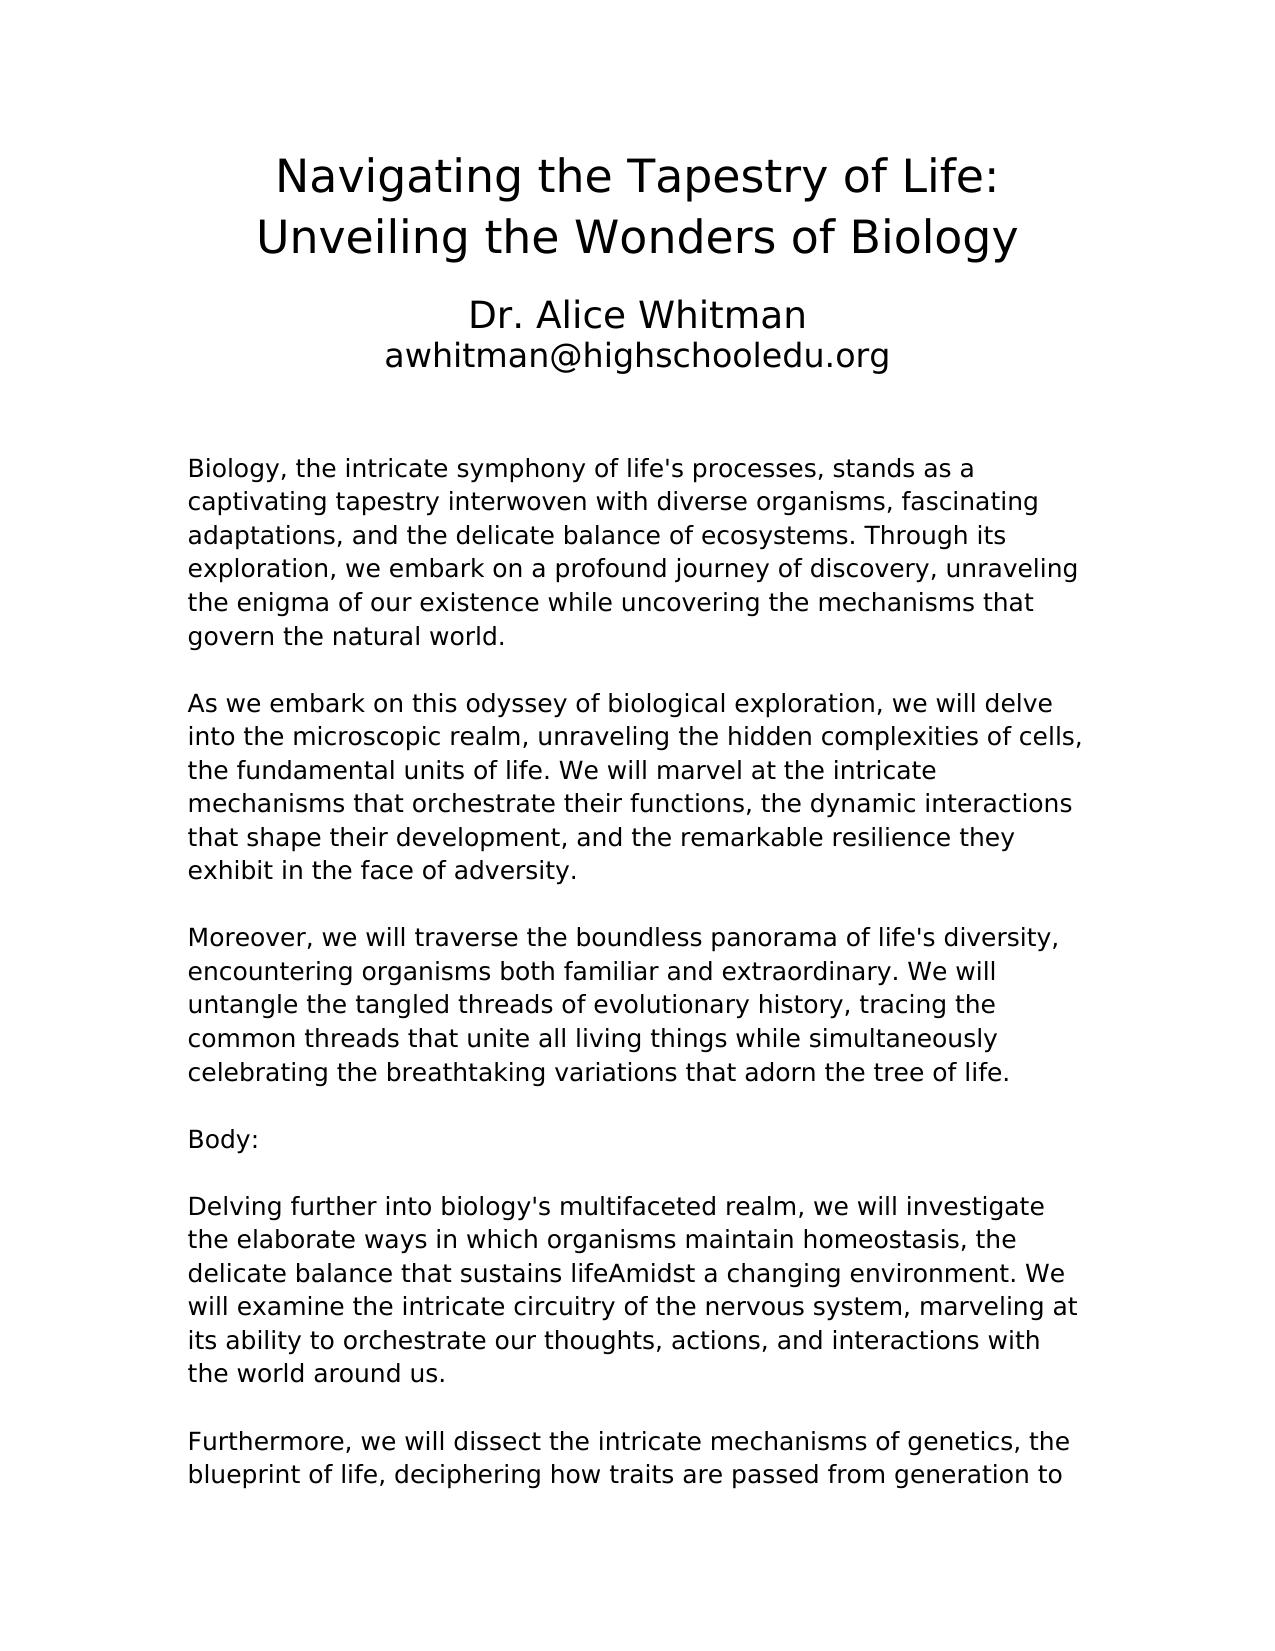 Navigating the Tapestry of Life:
Unveiling the Wonders of Biology
Dr. Alice Whitman
awhitman@highschooledu.org
Biology, the intricate symphony of life's processes, stands as a
captivating tapestry interwoven with diverse organisms, fascinating
adaptations, and the delicate balance of ecosystems. Through its
exploration, we embark on a profound journey of discovery, unraveling
the enigma of our existence while uncovering the mechanisms that
govern the natural world.
As we embark on this odyssey of biological exploration, we will delve
into the microscopic realm, unraveling the hidden complexities of cells,
the fundamental units of life. We will marvel at the intricate
mechanisms that orchestrate their functions, the dynamic interactions
that shape their development, and the remarkable resilience they
exhibit in the face of adversity.
Moreover, we will traverse the boundless panorama of life's diversity,
encountering organisms both familiar and extraordinary. We will
untangle the tangled threads of evolutionary history, tracing the
common threads that unite all living things while simultaneously
celebrating the breathtaking variations that adorn the tree of life.
Body:
Delving further into biology's multifaceted realm, we will investigate
the elaborate ways in which organisms maintain homeostasis, the
delicate balance that sustains lifeAmidst a changing environment. We
will examine the intricate circuitry of the nervous system, marveling at
its ability to orchestrate our thoughts, actions, and interactions with
the world around us.
Furthermore, we will dissect the intricate mechanisms of genetics, the
blueprint of life, deciphering how traits are passed from generation to